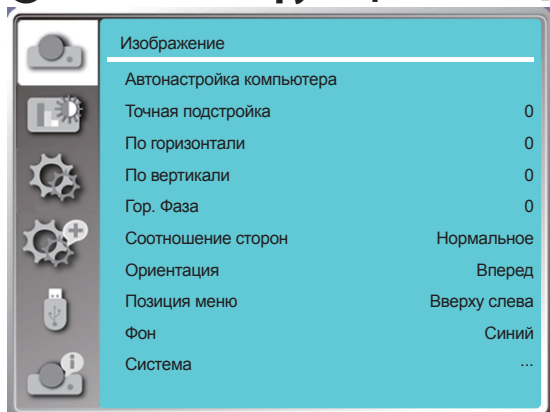 Изображение
Автонастройка компьютера
Точная подстройка 0
По горизонтали 0
По вертикали 0
Гор. Фаза 0
Соотношение сторон Нормальное
Ориентация Вперед
Позиция меню Вверху слева
Фон Синий
Система ...